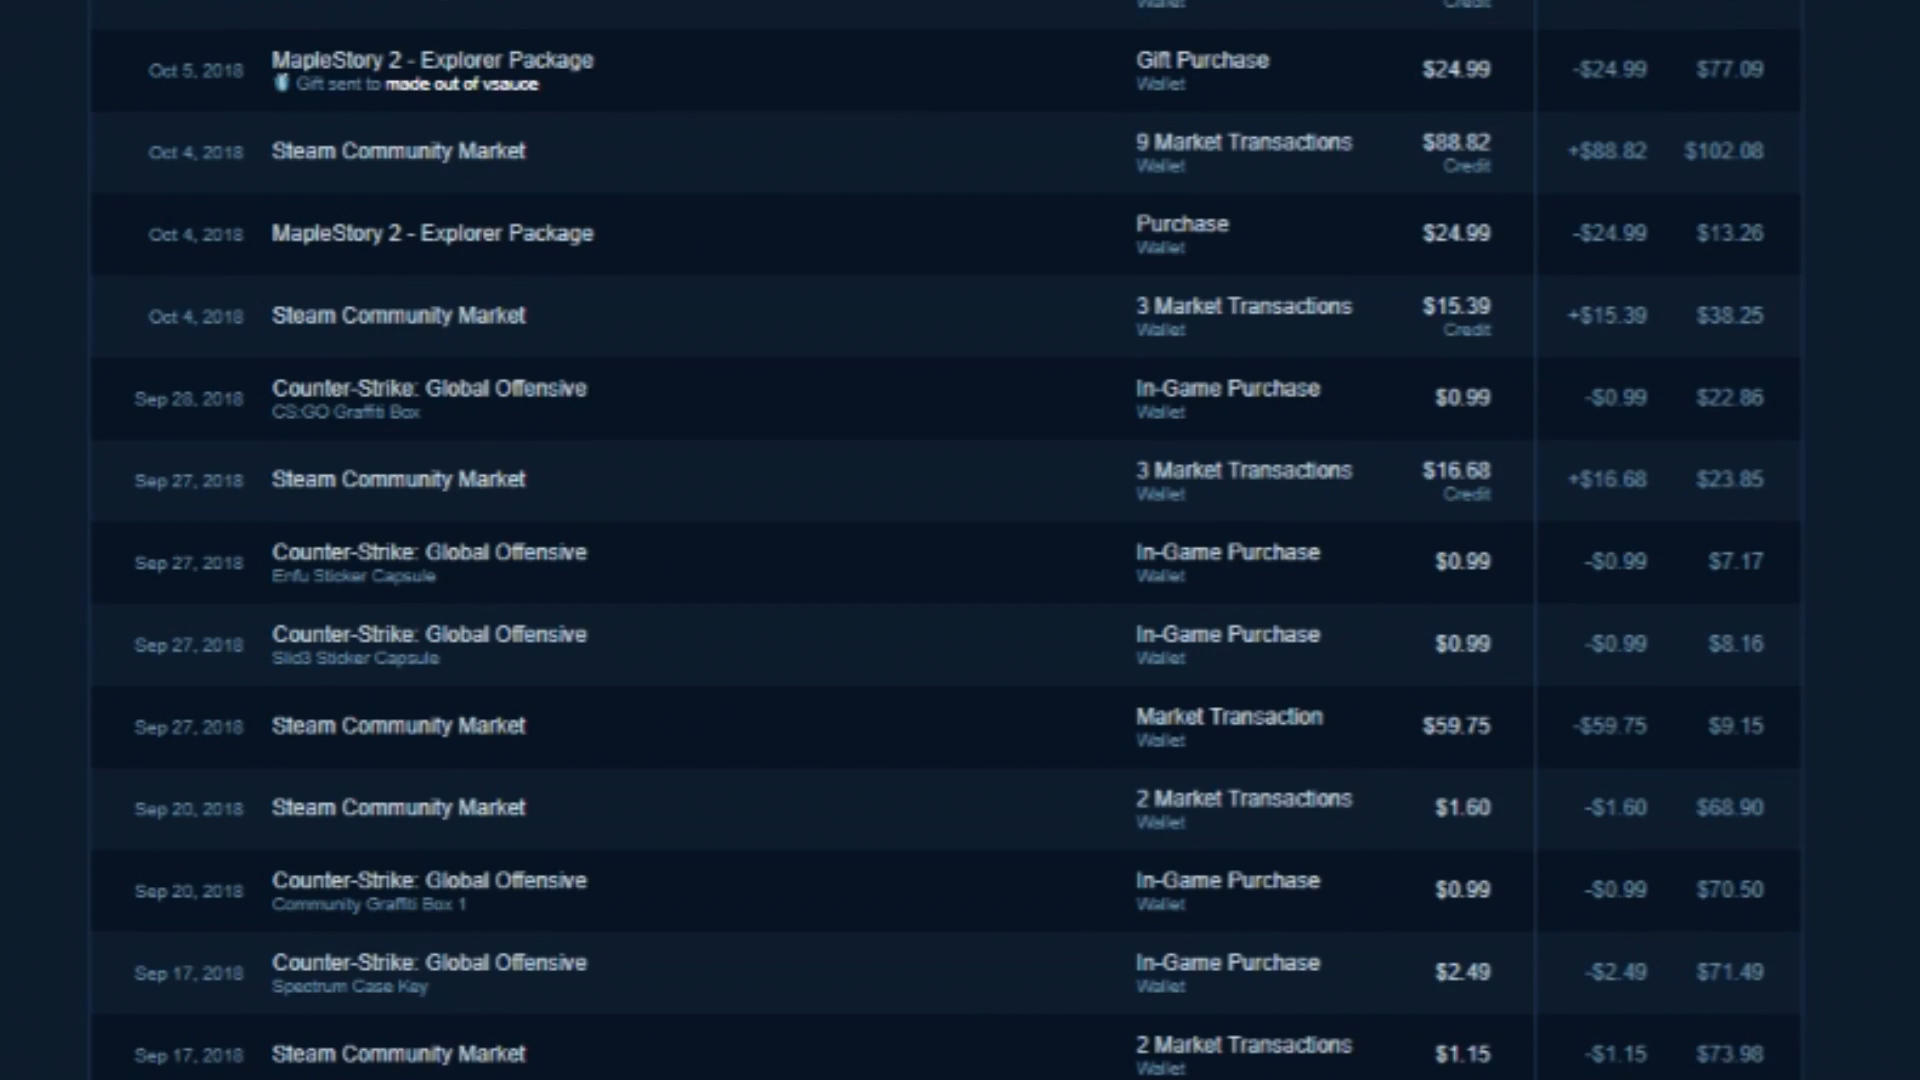 Wallet Credit
Oct 5, 2018 MapleStory 2 - Explorer Package Gift Purchase $24.99 -$24.99 $77.09
Gift sent to made out of vsauce Wallet
Oct 4, 2018 Steam Community Market 9 Market Transactions $88.82 +$88.82 $102.08
Wallet Credit
Oct 4, 2018 MapleStory 2 - Explorer Package Purchase $24.99 -$24.99 $13.26
Wallet
Oct 4, 2018 Steam Community Market 3 Market Transactions $15.39 +$15.39 $38.25
Wallet Credit
Sep 28, 2018 Counter-Strike: Global Offensive In-Game Purchase $0.99 -$0.99 $22.86
CS:GO Graffiti Box Wallet
Sep 27, 2018 Steam Community Market 3 Market Transactions $16.68 +$16.68 $23.85
Wallet Credit
Sep 27, 2018 Counter-Strike: Global Offensive In-Game Purchase $0.99 -$0.99 $7.17
Enfu Sticker Capsule Wallet
Sep 27, 2018 Counter-Strike: Global Offensive In-Game Purchase $0.99 -$0.99 $8.16
Slid3 Sticker Capsule Wallet
Sep 27, 2018 Steam Community Market Market Transaction $59.75 -$59.75 $9.15
Wallet
Sep 20, 2018 Steam Community Market 2 Market Transactions $1.60 -$1.60 $68.90
Wallet
Sep 20, 2018 Counter-Strike: Global Offensive In-Game Purchase $0.99 -$0.99 $70.50
Community Graffiti Box 1 Wallet
Sep 17, 2018 Counter-Strike: Global Offensive In-Game Purchase $2.49 -$2.49 $71.49
Spectrum Case Key Wallet
Sep 17, 2018 Steam Community Market 2 Market Transactions $1.15 -$1.15 $73.98
Wallet